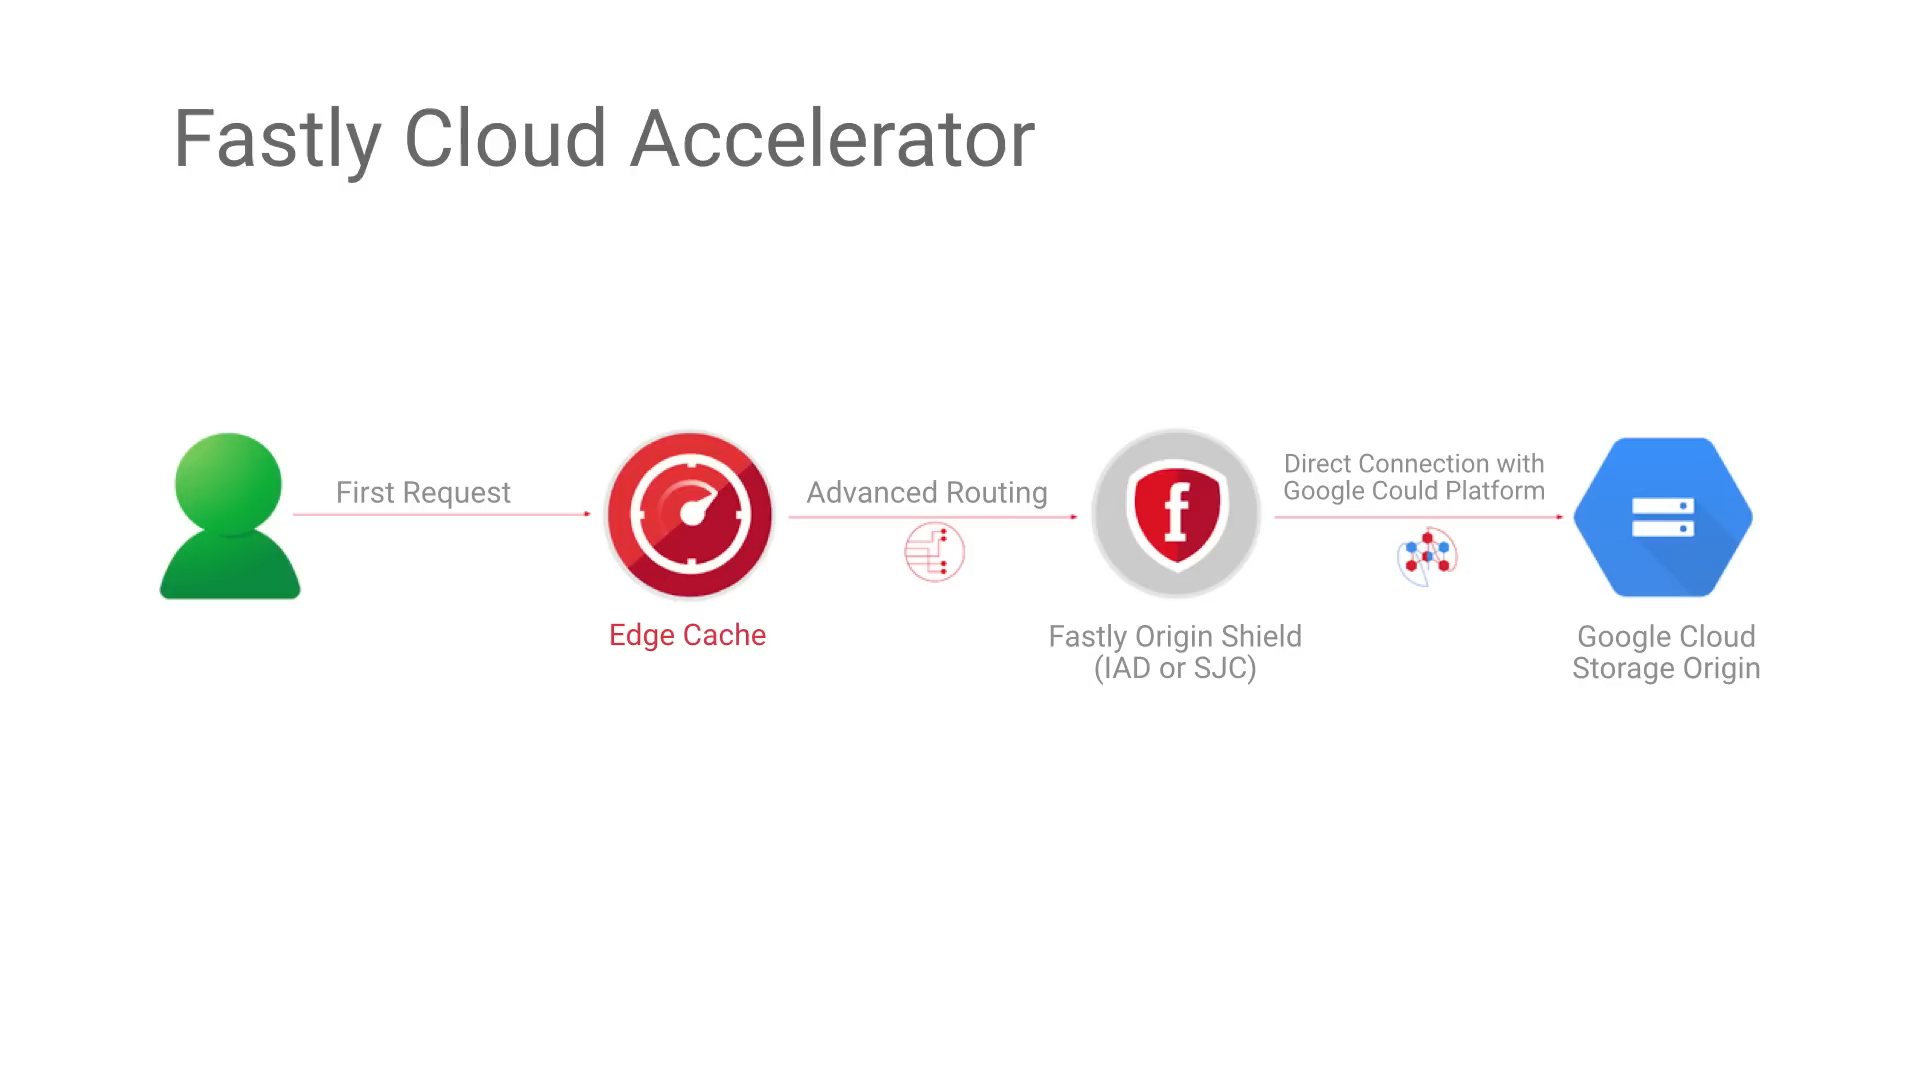 Fastly Cloud Accelerator
First Request
Advanced Routing
Direct Connection with
Google Could Platform
f
Edge Cache
Fastly Origin Shield
(IAD or SJC)
Google Cloud
Storage Origin